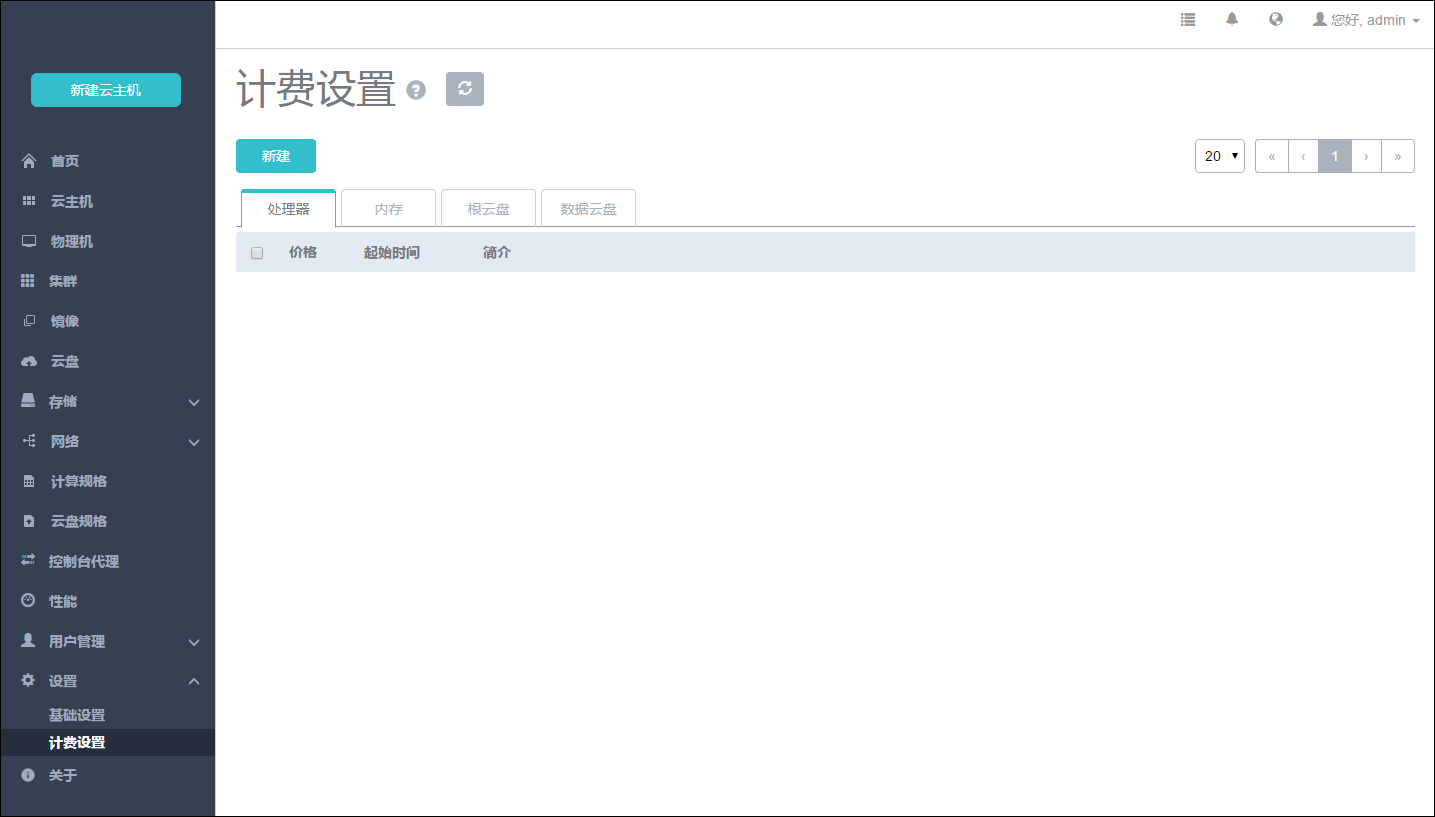 您好, admin
新建云主机
首页
云主机
物理机
集群
镜像
云盘
存储
网络
计算规格
云盘规格
控制台代理
性能
用户管理
设置
基础设置
计费设置
关于
计费设置 ?
新建
20
« ‹ 1 › »
处理器 内存 根云盘 数据云盘
价格 起始时间 简介